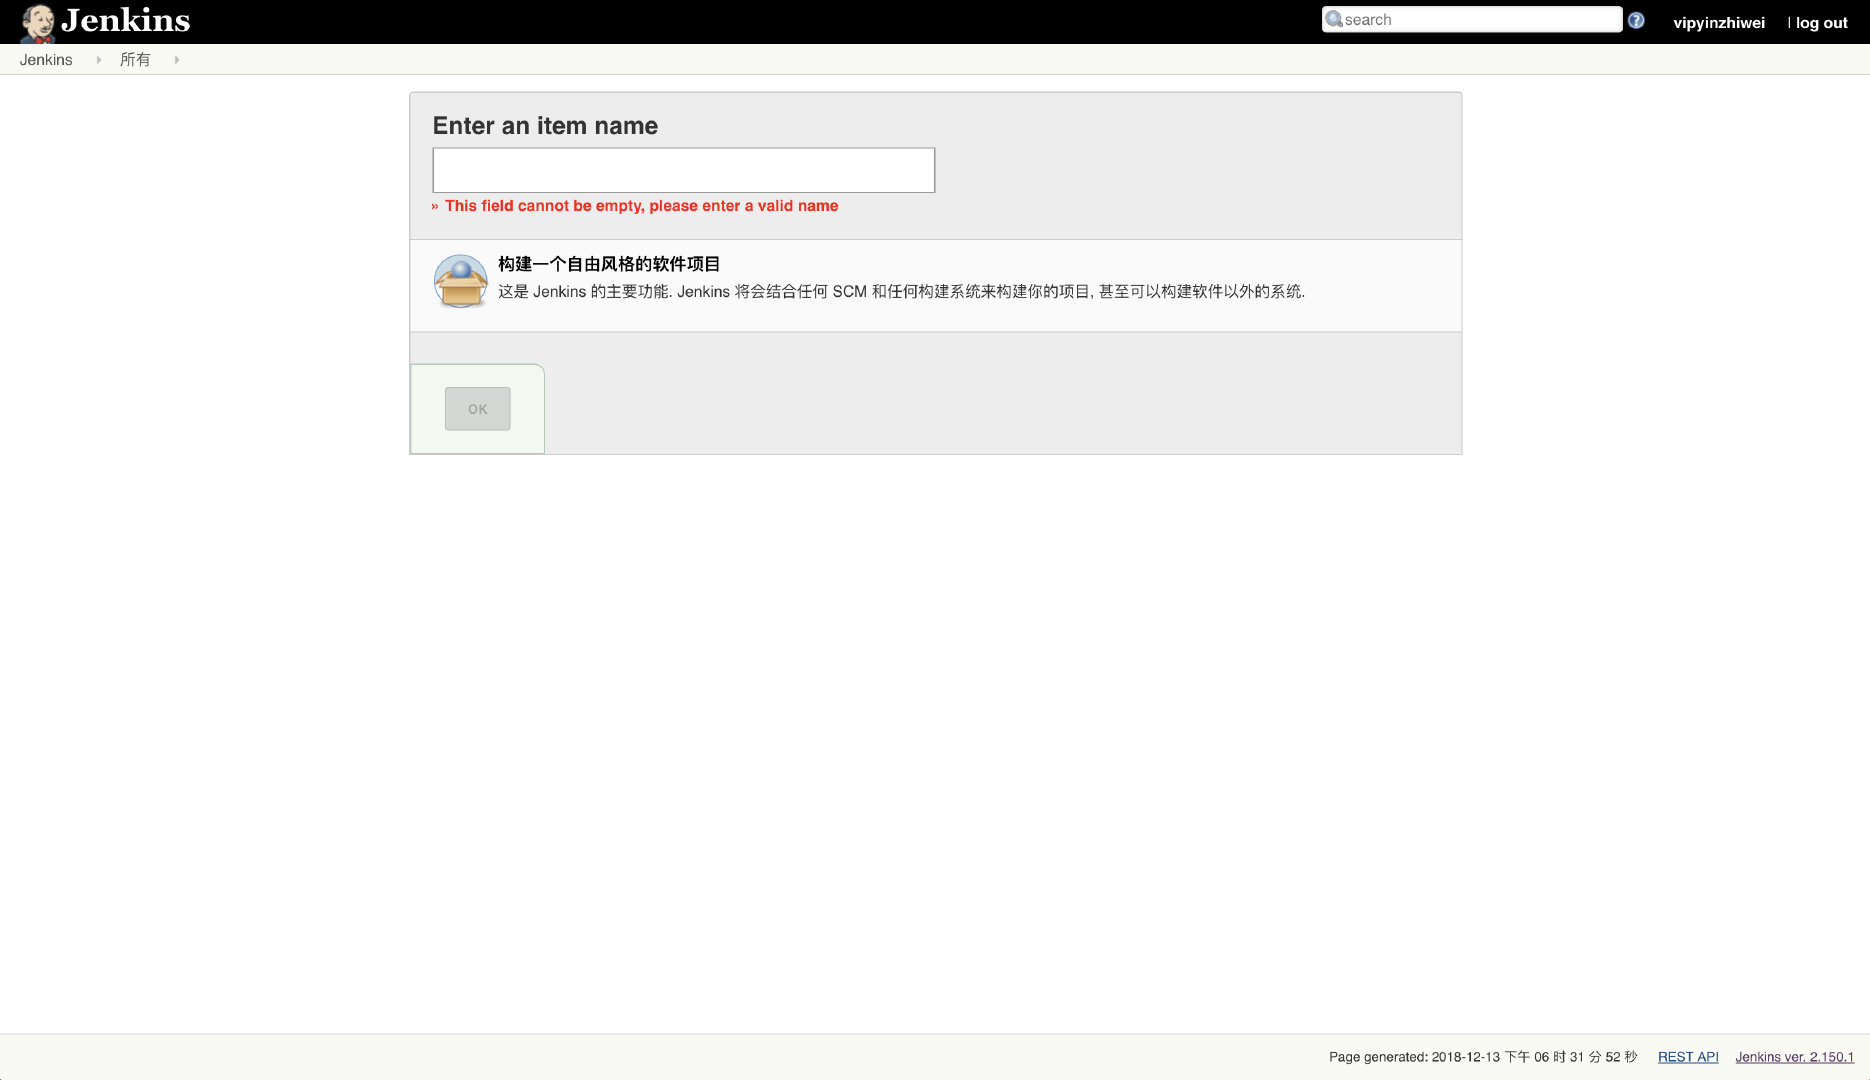 Jenkins
search
vipyinzhiwei
| log out
Jenkins
所有
Enter an item name
» This field cannot be empty, please enter a valid name
构建一个自由风格的软件项目
这是 Jenkins 的主要功能. Jenkins 将会结合任何 SCM 和任何构建系统来构建你的项目, 甚至可以构建软件以外的系统.
OK
Page generated: 2018-12-13 下午 06 时 31 分 52 秒
REST API
Jenkins ver. 2.150.1